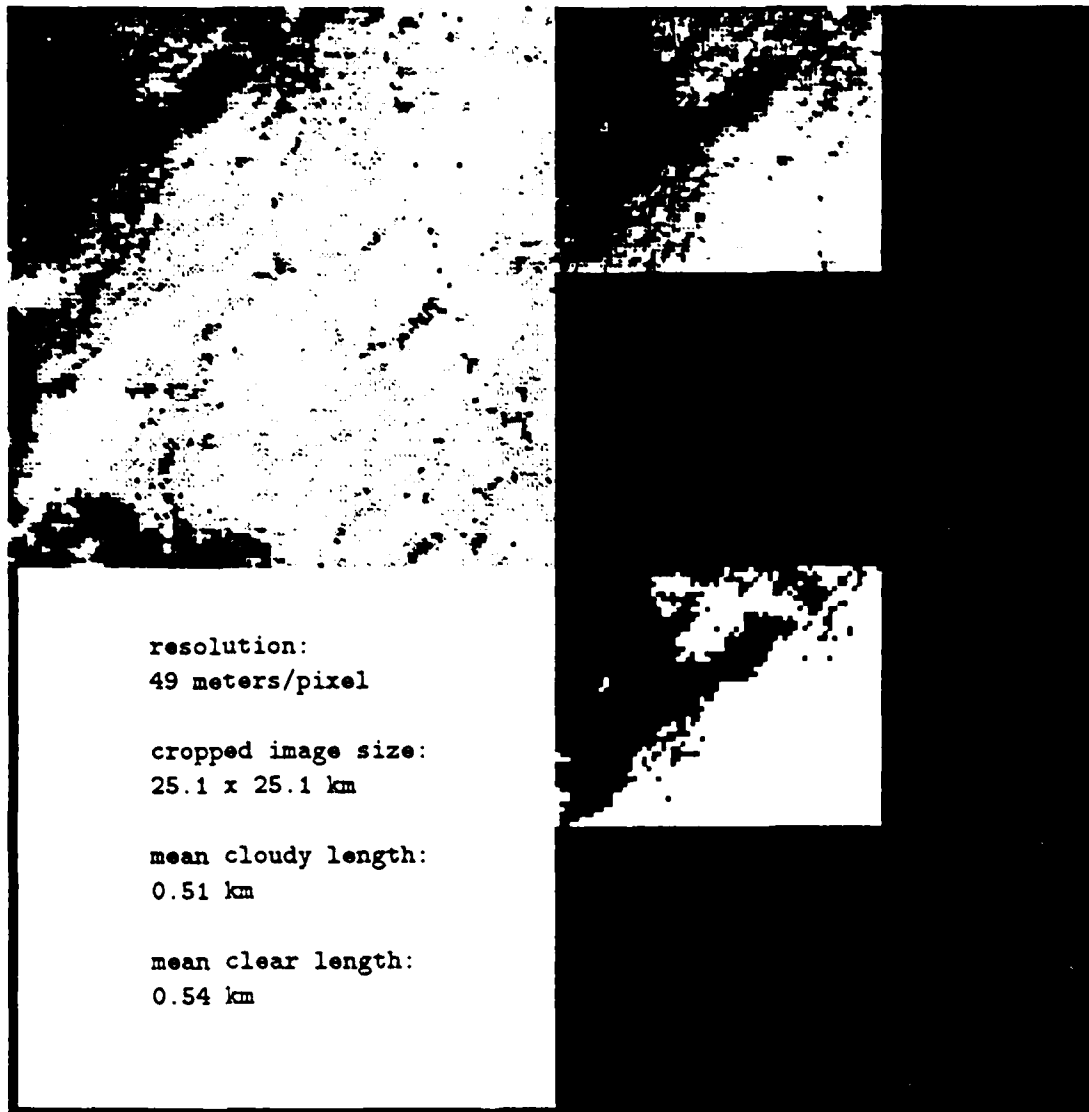 resolution:
49 meters/pixel
cropped image size:
25.1 x 25.1 km
mean cloudy length:
0.51 km
mean clear length:
0.54 km